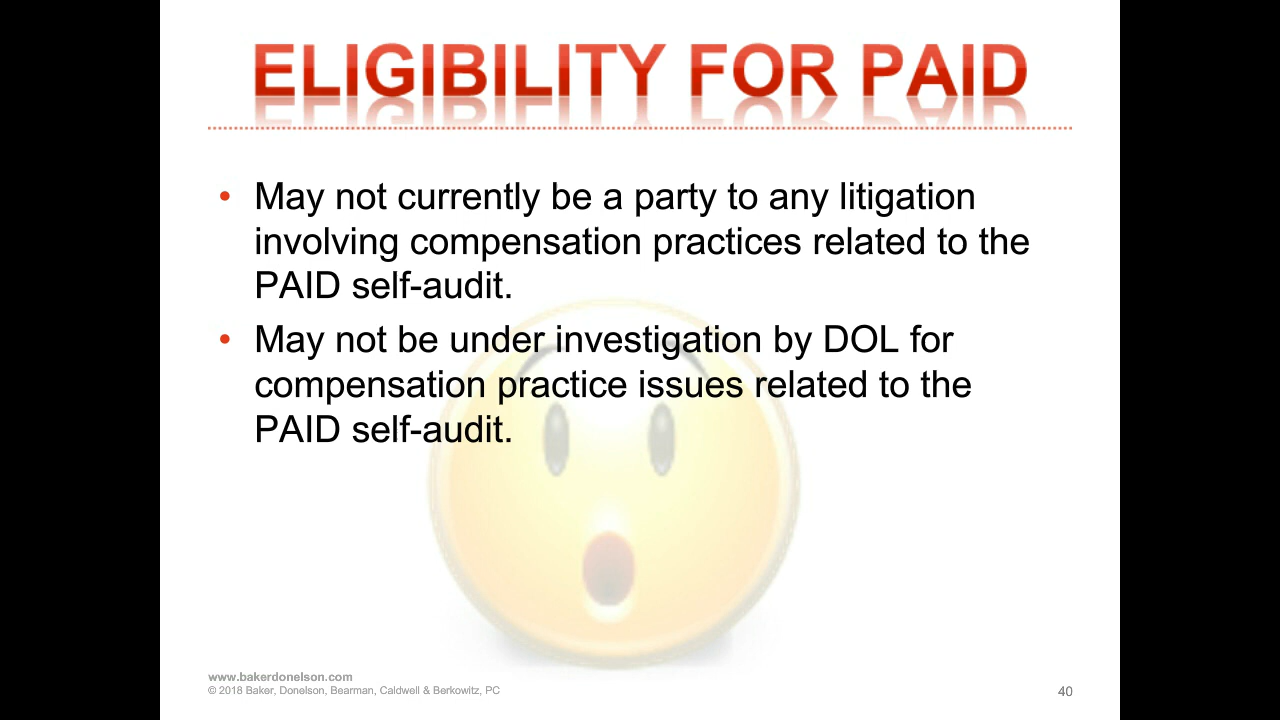 ELIGIBILITY FOR PAID
• May not currently be a party to any litigation
involving compensation practices related to the
PAID self-audit.
• May not be under investigation by DOL for
compensation practice issues related to the
PAID self-audit.
www.bakerdonelson.com
© 2018 Baker, Donelson, Bearman, Caldwell & Berkowitz, PC
40